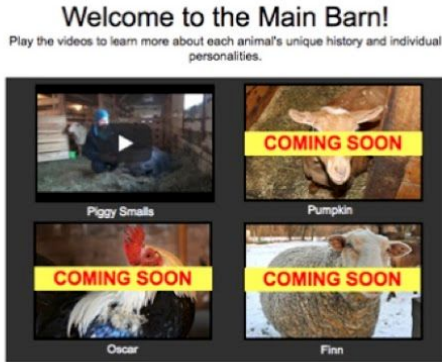 Welcome to the Main Barn!
Play the videos to learn more about each animal's unique history and individual
personalities.
COMING SOON
Piggy Smalls
Pumpkin
COMING SOON
COMING SOON
Oscar
Finn